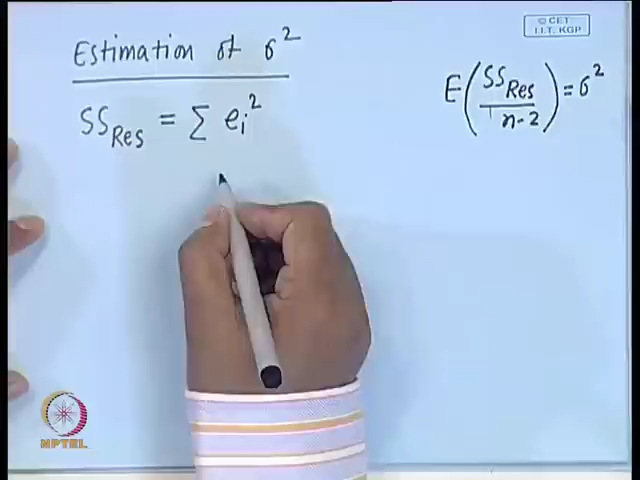 Estimation of σ²
SS_Res = Σ e_i²
E(SS_Res / n-2) = σ²
© CET
I.I.T. KGP
NPTEL